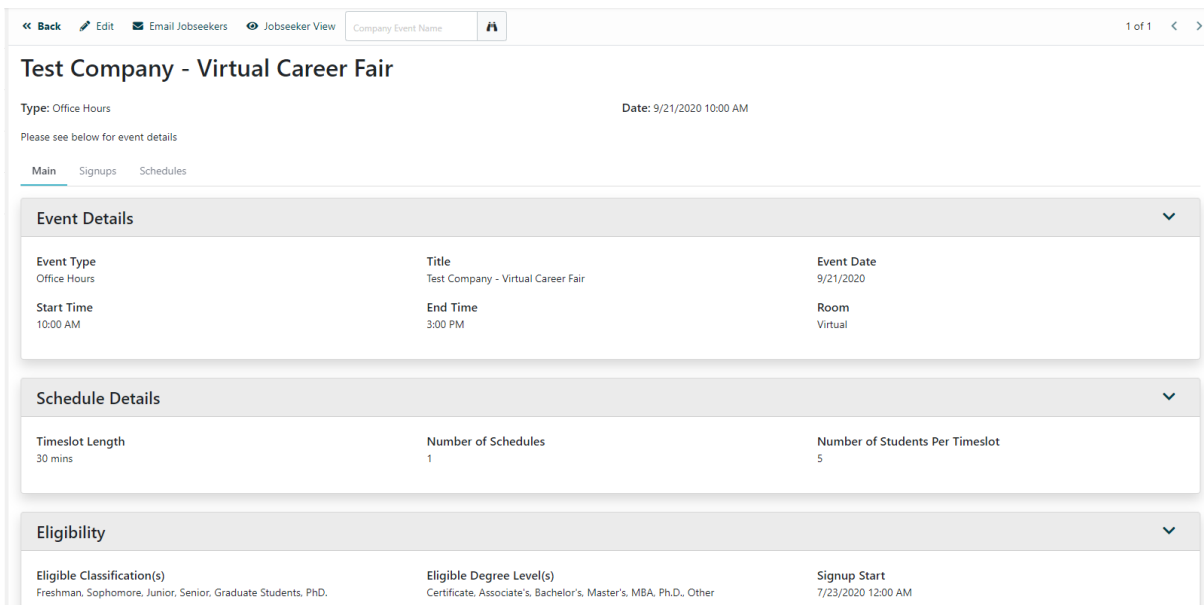 Back Edit Email Jobseekers Jobseeker View Company Event Name 1 of 1
Test Company - Virtual Career Fair
Type: Office Hours Date: 9/21/2020 10:00 AM
Please see below for event details
Main Signups Schedules
Event Details
Event Type Title Event Date
Office Hours Test Company - Virtual Career Fair 9/21/2020
Start Time End Time Room
10:00 AM 3:00 PM Virtual
Schedule Details
Timeslot Length Number of Schedules Number of Students Per Timeslot
30 mins 1 5
Eligibility
Eligible Classification(s) Eligible Degree Level(s) Signup Start
Freshman, Sophomore, Junior, Senior, Graduate Students, PhD. Certificate, Associate's, Bachelor's, Master's, MBA, Ph.D., Other 7/23/2020 12:00 AM